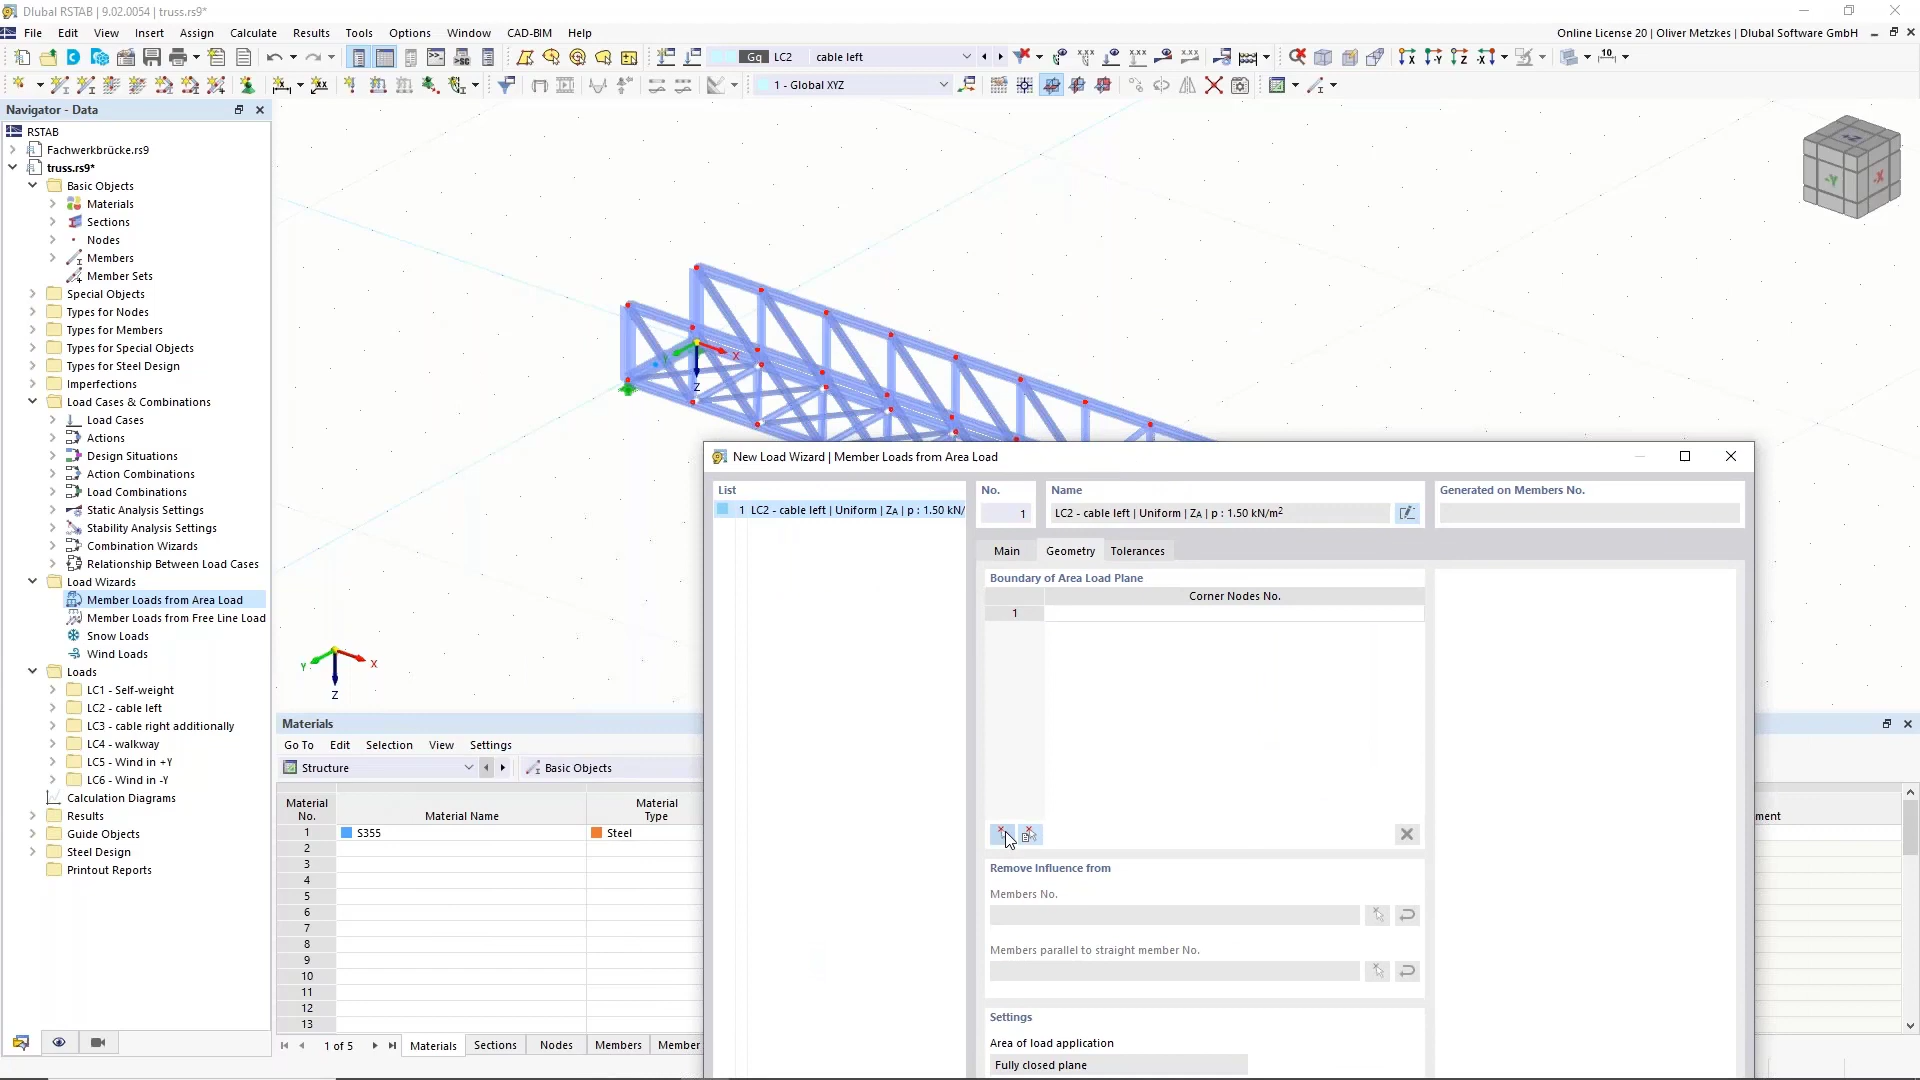 Dlubal RSTAB | 9.02.0054 | truss.rs9*
File Edit View Insert Assign Calculate Results Tools Options Window CAD-BIM Help
Online License 20 | Oliver Metzkes | Dlubal Software GmbH
Gq LC2 cable left
1 - Global XYZ
Navigator - Data
RSTAB
Fachwerkbrücke.rs9
truss.rs9*
Basic Objects
Materials
Sections
Nodes
Members
Member Sets
Special Objects
Types for Nodes
Types for Members
Types for Special Objects
Types for Steel Design
Imperfections
Load Cases & Combinations
Load Cases
Actions
Design Situations
Action Combinations
Load Combinations
Static Analysis Settings
Stability Analysis Settings
Combination Wizards
Relationship Between Load Cases
Load Wizards
Member Loads from Area Load
Member Loads from Free Line Load
Snow Loads
Wind Loads
Loads
LC1 - Self-weight
LC2 - cable left
LC3 - cable right additionally
LC4 - walkway
LC5 - Wind in +Y
LC6 - Wind in -Y
Calculation Diagrams
Results
Guide Objects
Steel Design
Printout Reports
+Z
-Y
-X
Y
X
Z
Y
X
Z
New Load Wizard | Member Loads from Area Load
List
1 LC2 - cable left | Uniform | ZA | p : 1.50 kN/
No.
1
Name
LC2 - cable left | Uniform | ZA | p : 1.50 kN/m²
Generated on Members No.
Main Geometry Tolerances
Boundary of Area Load Plane
Corner Nodes No.
1
Remove Influence from
Members No.
Members parallel to straight member No.
Settings
Area of load application
Fully closed plane
Materials
Go To Edit Selection View Settings
Structure
Basic Objects
Material No.
Material Name
Material Type
ment
1 S355 Steel
2
3
4
5
6
7
8
9
10
11
12
13
1 of 5
Materials Sections Nodes Members Member